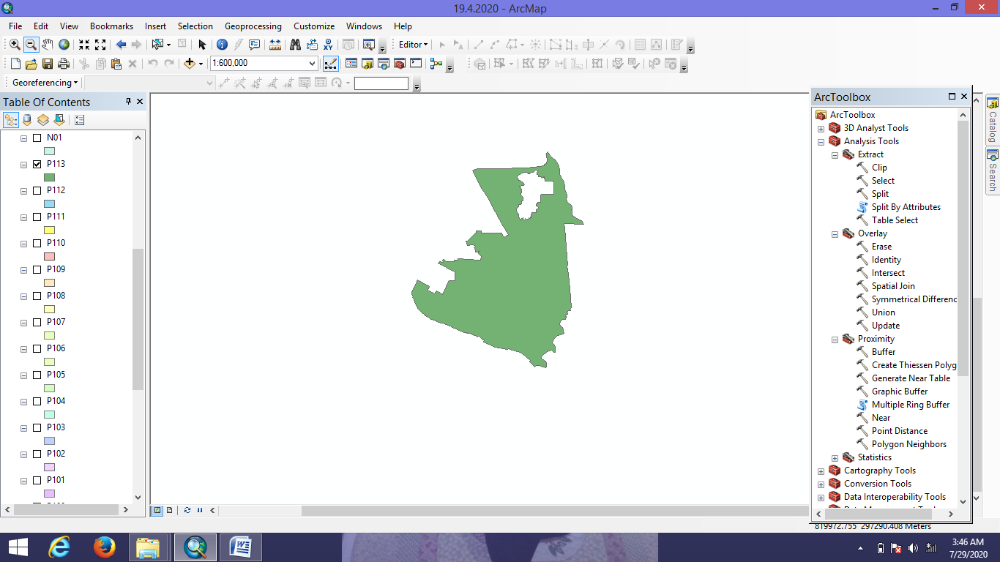 19.4.2020 - ArcMap
File Edit View Bookmarks Insert Selection Geoprocessing Customize Windows Help
Editor
1:600,000
Georeferencing
Table Of Contents
N01
P113
P112
P111
P110
P109
P108
P107
P106
P105
P104
P103
P102
P101
ArcToolbox
ArcToolbox
3D Analyst Tools
Analysis Tools
Extract
Clip
Select
Split
Split By Attributes
Table Select
Overlay
Erase
Identity
Intersect
Spatial Join
Symmetrical Differenc
Union
Update
Proximity
Buffer
Create Thiessen Polyg
Generate Near Table
Graphic Buffer
Multiple Ring Buffer
Near
Point Distance
Polygon Neighbors
Statistics
Cartography Tools
Conversion Tools
Data Interoperability Tools
Catalog
Search
819972.755 297290.408 Meters
3:46 AM
7/29/2020